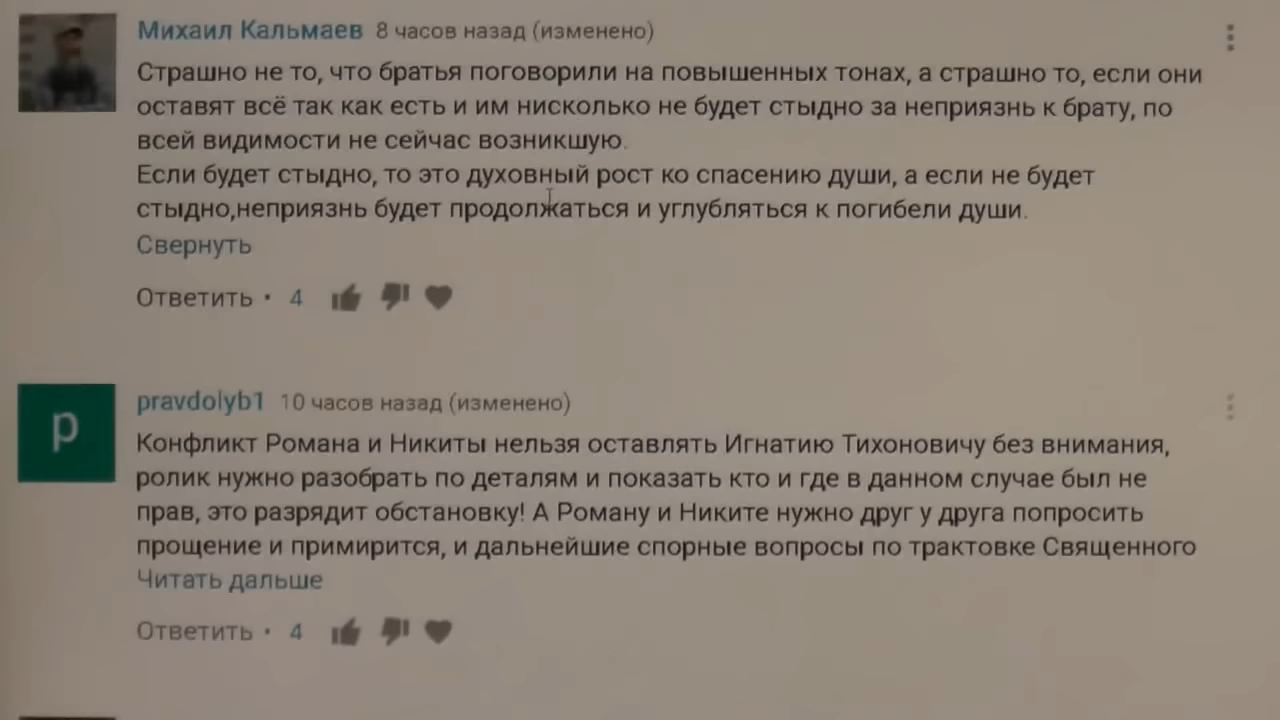 Михаил Кальмаев 8 часов назад (изменено)
Страшно не то, что братья поговорили на повышенных тонах, а страшно то, если они
оставят всё так как есть и им нисколько не будет стыдно за неприязнь к брату, по
всей видимости не сейчас возникшую.
Если будет стыдно, то это духовный рост ко спасению души, а если не будет
стыдно,неприязнь будет продолжаться и углубляться к погибели души.
Свернуть
Ответить • 4
p
pravdolyb1 10 часов назад (изменено)
Конфликт Романа и Никиты нельзя оставлять Игнатию Тихоновичу без внимания,
ролик нужно разобрать по деталям и показать кто и где в данном случае был не
прав, это разрядит обстановку! А Роману и Никите нужно друг у друга попросить
прощение и примирится, и дальнейшие спорные вопросы по трактовке Священного
Читать дальше
Ответить • 4